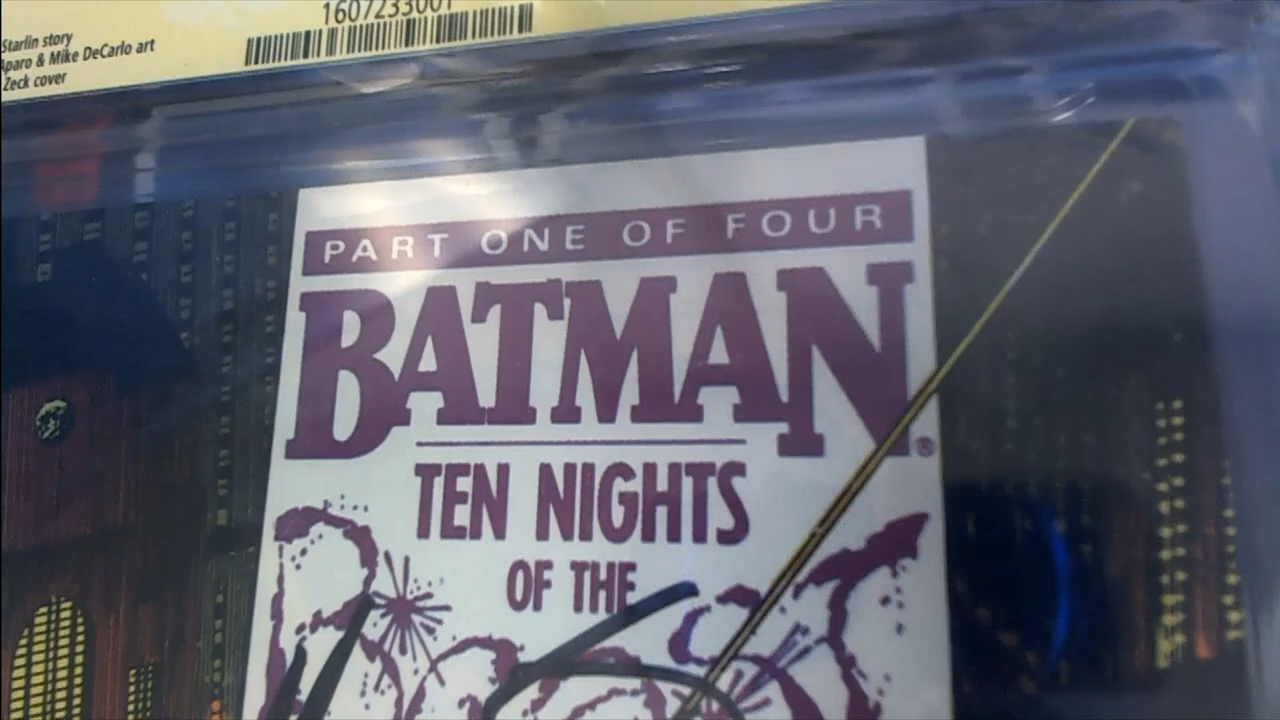 1607233001
Starlin story
Aparo & Mike DeCarlo art
Zeck cover
PART ONE OF FOUR
BATMAN®
TEN NIGHTS
OF THE